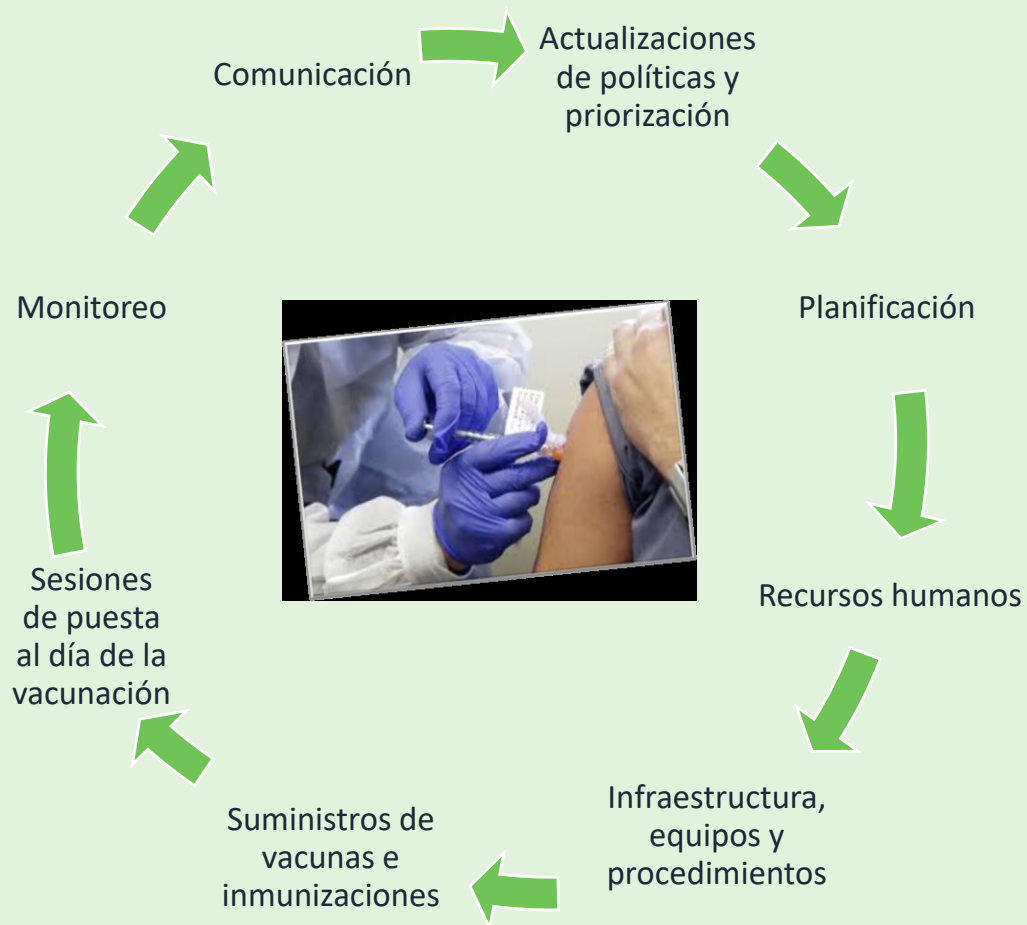 Comunicación
Actualizaciones
de políticas y
priorización
Planificación
Recursos humanos
Infraestructura,
equipos y
procedimientos
Suministros de
vacunas e
inmunizaciones
Sesiones
de puesta
al día de la
vacunación
Monitoreo